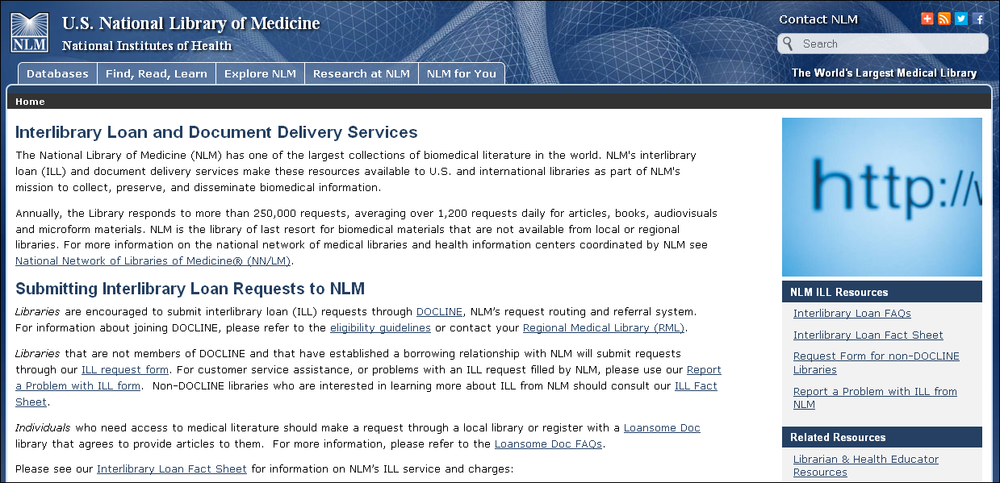 NLM
U.S. National Library of Medicine
National Institutes of Health
Contact NLM
Search
Databases
Find, Read, Learn
Explore NLM
Research at NLM
NLM for You
The World's Largest Medical Library
Home
Interlibrary Loan and Document Delivery Services
The National Library of Medicine (NLM) has one of the largest collections of biomedical literature in the world. NLM's interlibrary
loan (ILL) and document delivery services make these resources available to U.S. and international libraries as part of NLM's
mission to collect, preserve, and disseminate biomedical information.
Annually, the Library responds to more than 250,000 requests, averaging over 1,200 requests daily for articles, books, audiovisuals
and microform materials. NLM is the library of last resort for biomedical materials that are not available from local or regional
libraries. For more information on the national network of medical libraries and health information centers coordinated by NLM see
National Network of Libraries of Medicine® (NN/LM).
Submitting Interlibrary Loan Requests to NLM
Libraries are encouraged to submit interlibrary loan (ILL) requests through DOCLINE, NLM’s request routing and referral system.
For information about joining DOCLINE, please refer to the eligibility guidelines or contact your Regional Medical Library (RML).
Libraries that are not members of DOCLINE and that have established a borrowing relationship with NLM will submit requests
through our ILL request form. For customer service assistance, or problems with an ILL request filled by NLM, please use our Report
a Problem with ILL form. Non-DOCLINE libraries who are interested in learning more about ILL from NLM should consult our ILL Fact
Sheet.
Individuals who need access to medical literature should make a request through a local library or register with a Loansome Doc
library that agrees to provide articles to them. For more information, please refer to the Loansome Doc FAQs.
Please see our Interlibrary Loan Fact Sheet for information on NLM’s ILL service and charges:
http://w
NLM ILL Resources
Interlibrary Loan FAQs
Interlibrary Loan Fact Sheet
Request Form for non-DOCLINE
Libraries
Report a Problem with ILL from
NLM
Related Resources
Librarian & Health Educator
Resources